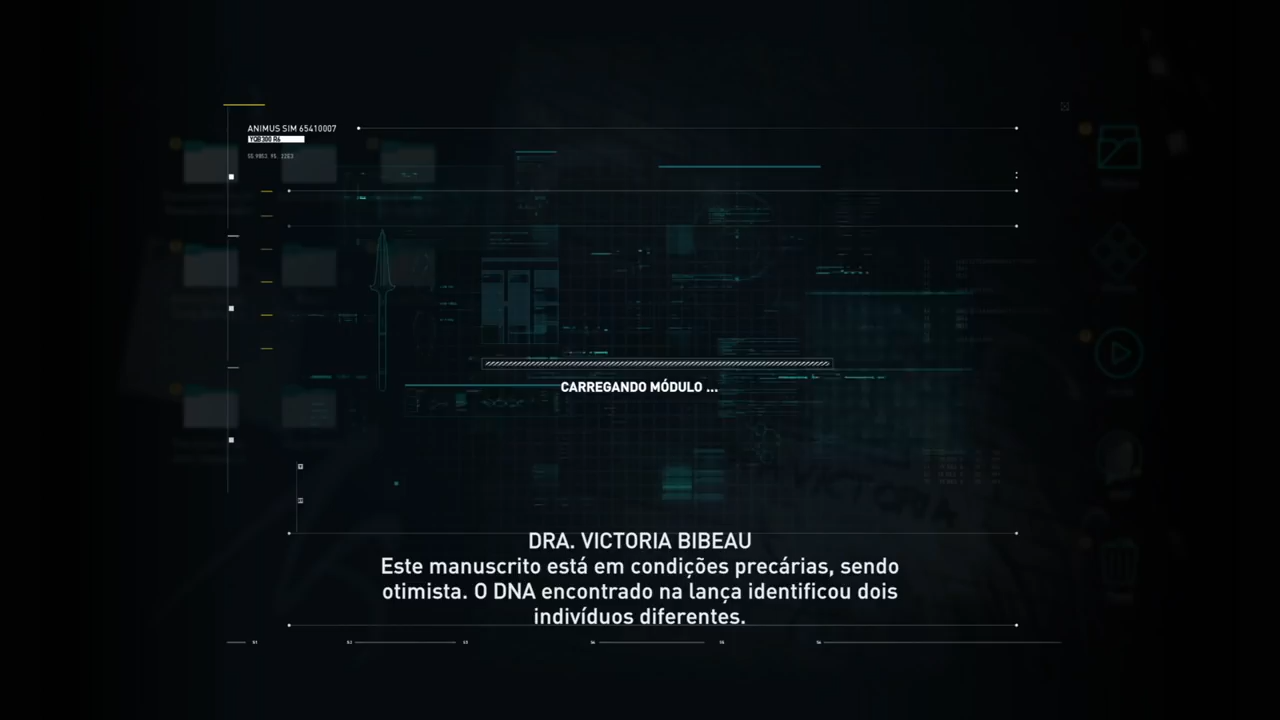 ANIMUS SIM 65410007
CARREGANDO MÓDULO ...
DRA. VICTORIA BIBEAU
Este manuscrito está em condições precárias, sendo
otimista. O DNA encontrado na lança identificou dois
indivíduos diferentes.